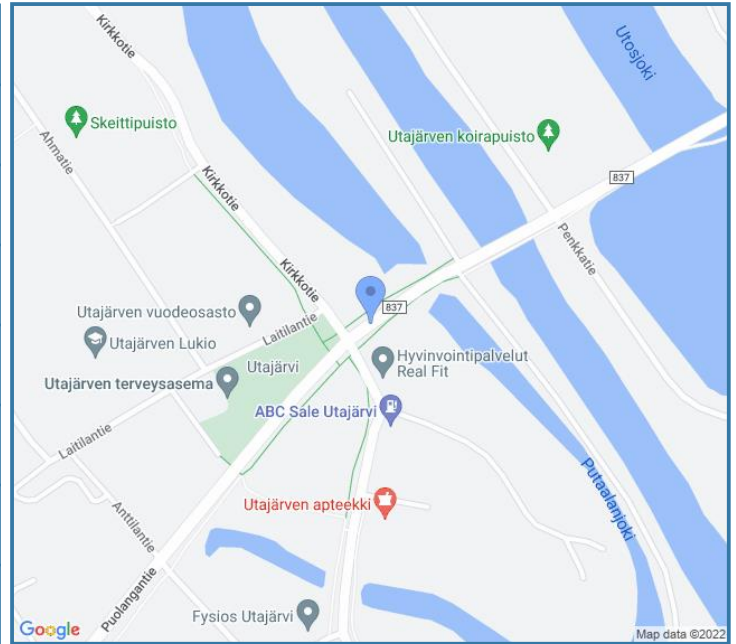 Kirkkotie
Utosjoki
Skeittipuisto
Utajärven koirapuisto
Ahmatie
837
Kirkkotie
Penkkatie
Kirkkotie
Utajärven vuodeosasto
837
Laitilantie
Utajärven Lukio
Hyvinvointipalvelut
Real Fit
Utajärvi
Utajärven terveysasema
ABC Sale Utajärvi
Laitilantie
Putaalanjoki
Utajärven apteekki
Anttilantie
Puolangantie
Fysios Utajärvi
Google
Map data ©2022